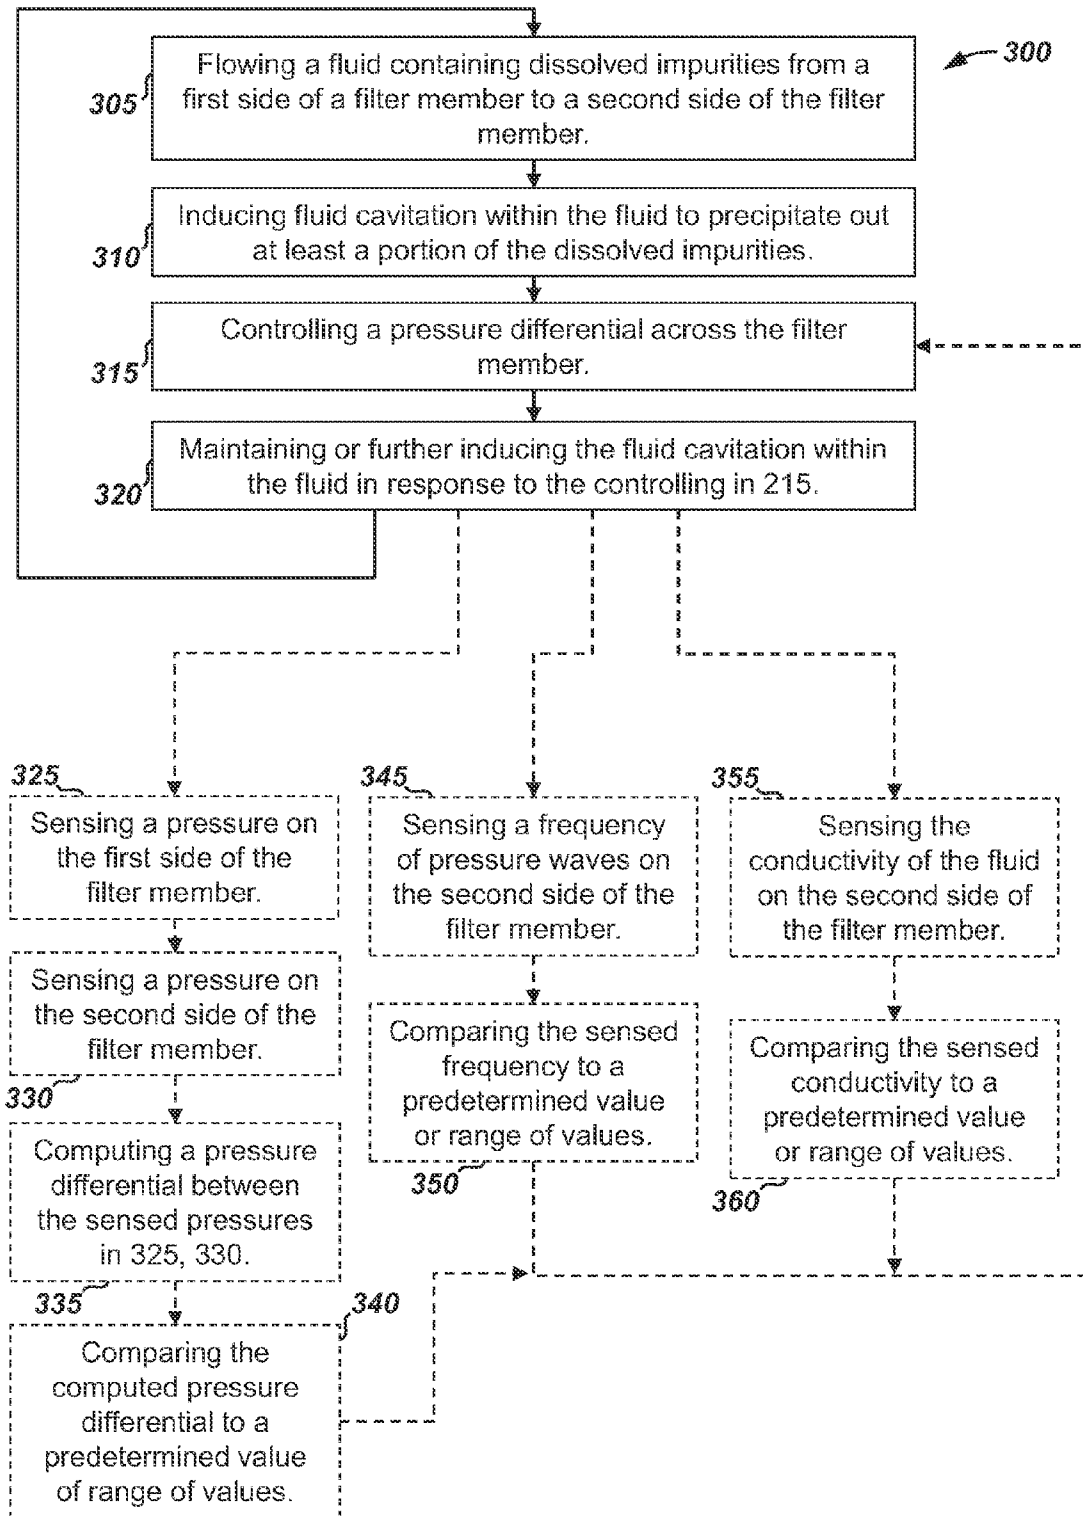 300
305
Flowing a fluid containing dissolved impurities from a
first side of a filter member to a second side of the filter
member.
310
Inducing fluid cavitation within the fluid to precipitate out
at least a portion of the dissolved impurities.
315
Controlling a pressure differential across the filter
member.
320
Maintaining or further inducing the fluid cavitation within
the fluid in response to the controlling in 215.
325
Sensing a pressure on
the first side of the
filter member.
330
Sensing a pressure on
the second side of the
filter member.
335
Computing a pressure
differential between
the sensed pressures
in 325, 330.
340
Comparing the
computed pressure
differential to a
predetermined value
of range of values.
345
Sensing a frequency
of pressure waves on
the second side of the
filter member.
350
Comparing the sensed
frequency to a
predetermined value
or range of values.
355
Sensing the
conductivity of the fluid
on the second side of
the filter member.
360
Comparing the sensed
conductivity to a
predetermined value
or range of values.